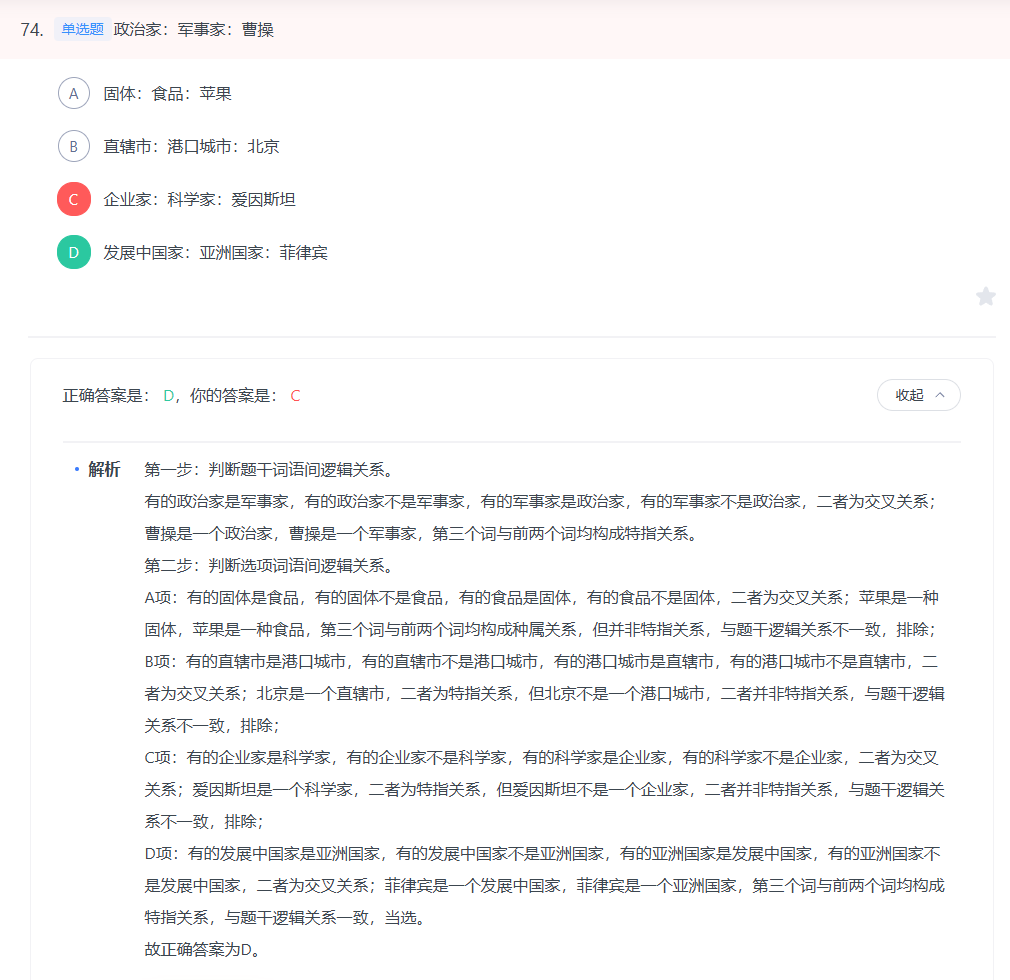 74. 单选题 政治家：军事家：曹操
A 固体：食品：苹果
B 直辖市：港口城市：北京
C 企业家：科学家：爱因斯坦
D 发展中国家：亚洲国家：菲律宾
正确答案是： D，你的答案是： C
收起
• 解析 第一步：判断题干词语间逻辑关系。
有的政治家是军事家，有的政治家不是军事家，有的军事家是政治家，有的军事家不是政治家，二者为交叉关系；
曹操是一个政治家，曹操是一个军事家，第三个词与前两个词均构成特指关系。
第二步：判断选项词语间逻辑关系。
A项：有的固体是食品，有的固体不是食品，有的食品是固体，有的食品不是固体，二者为交叉关系；苹果是一种
固体，苹果是一种食品，第三个词与前两个词均构成种属关系，但并非特指关系，与题干逻辑关系不一致，排除；
B项：有的直辖市是港口城市，有的直辖市不是港口城市，有的港口城市是直辖市，有的港口城市不是直辖市，二
者为交叉关系；北京是一个直辖市，二者为特指关系，但北京不是一个港口城市，二者并非特指关系，与题干逻辑
关系不一致，排除；
C项：有的企业家是科学家，有的企业家不是科学家，有的科学家是企业家，有的科学家不是企业家，二者为交叉
关系；爱因斯坦是一个科学家，二者为特指关系，但爱因斯坦不是一个企业家，二者并非特指关系，与题干逻辑关
系不一致，排除；
D项：有的发展中国家是亚洲国家，有的发展中国家不是亚洲国家，有的亚洲国家是发展中国家，有的亚洲国家不
是发展中国家，二者为交叉关系；菲律宾是一个发展中国家，菲律宾是一个亚洲国家，第三个词与前两个词均构成
特指关系，与题干逻辑关系一致，当选。
故正确答案为D。